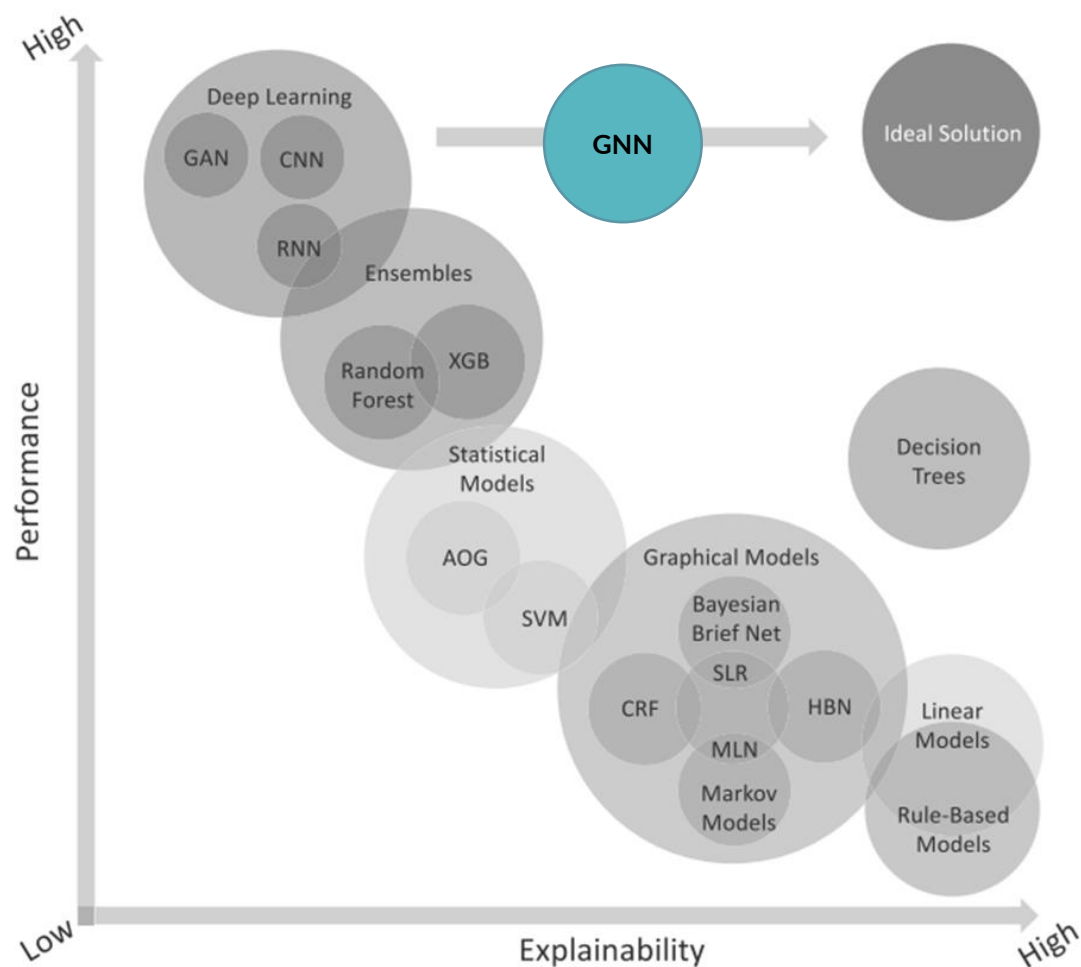 High
Deep Learning
GAN
CNN
RNN
GNN
Ideal Solution
Ensembles
Random
Forest
XGB
Statistical
Models
AOG
SVM
Decision
Trees
Graphical Models
Bayesian
Brief Net
SLR
CRF
HBN
MLN
Markov
Models
Linear
Models
Rule-Based
Models
Performance
Low
Explainability
High